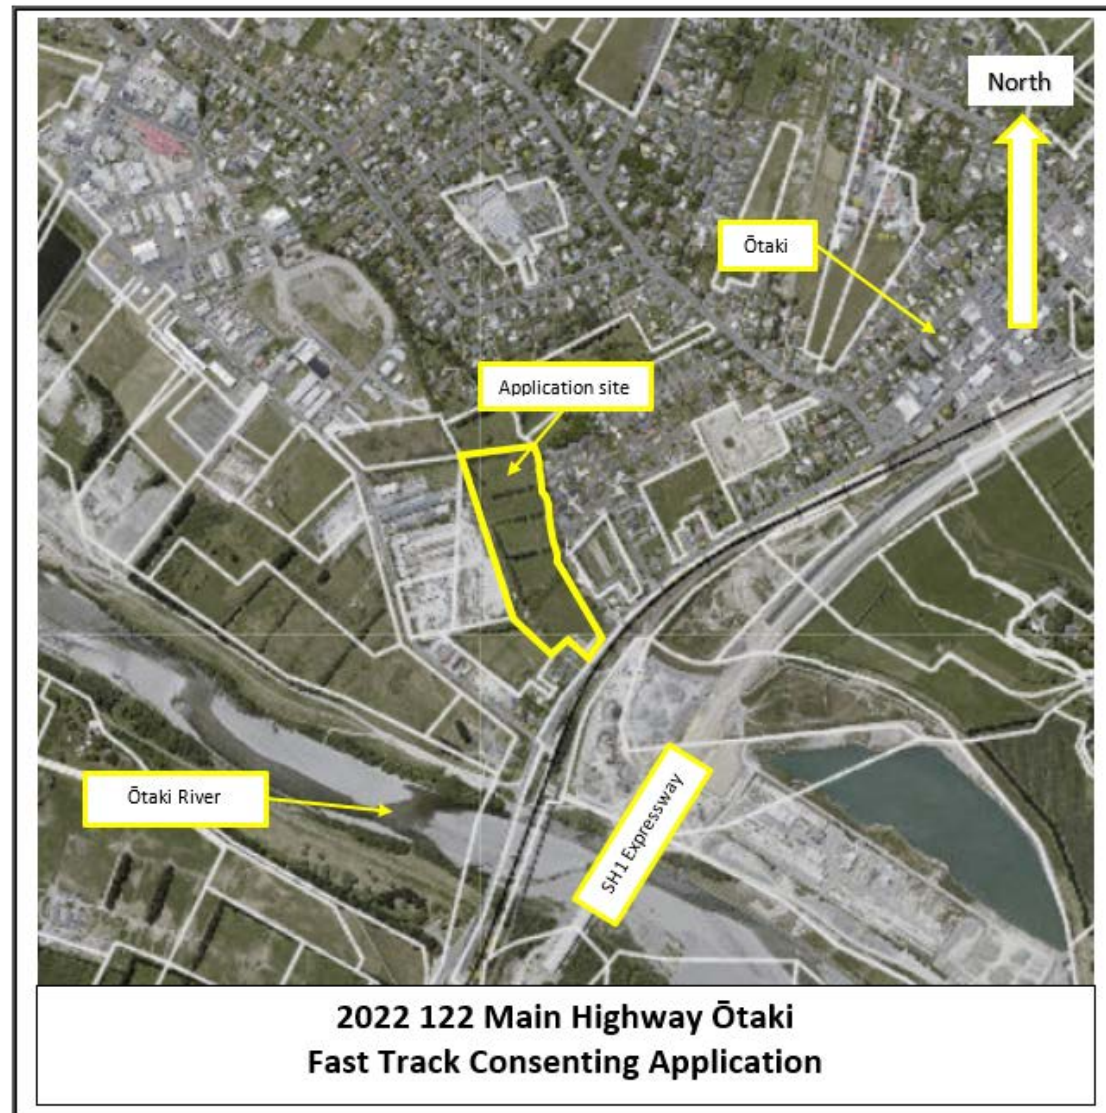 North
Ōtaki
Application site
Ōtaki River
SH1 Expressway
2022 122 Main Highway Ōtaki
Fast Track Consenting Application